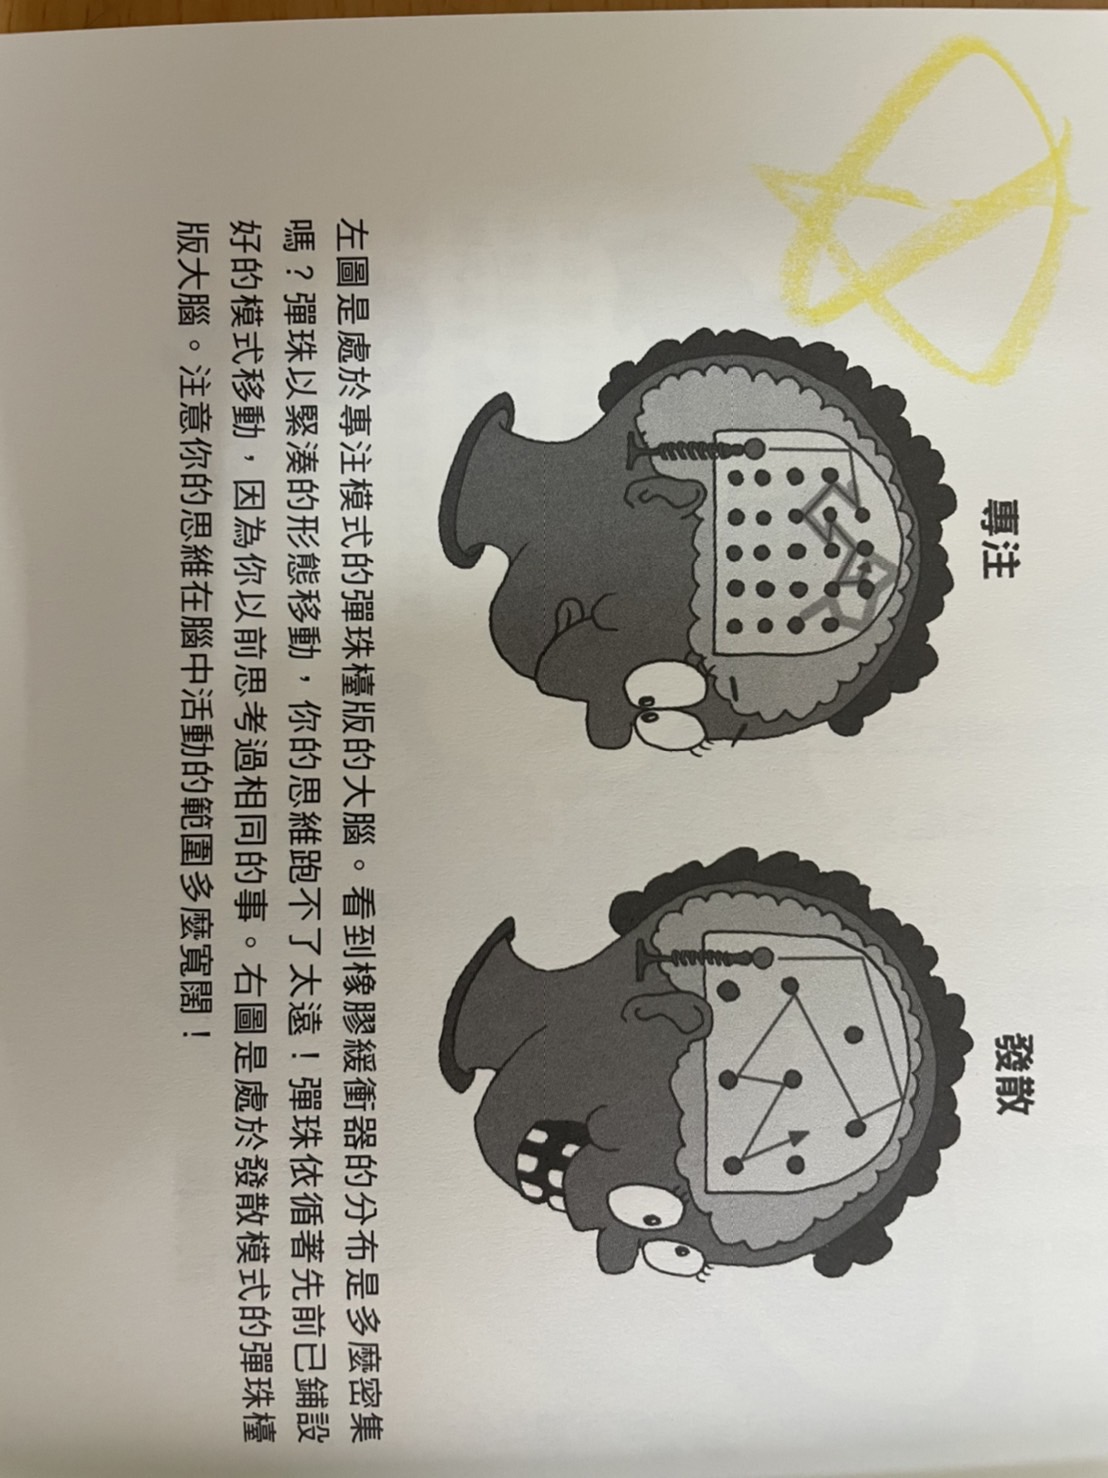 專注
發散
左圖是處於專注模式的彈珠檯版的大腦。看到橡膠緩衝器的分布是多麼密集
嗎？彈珠以緊湊的形態移動，你的思維跑不了太遠！彈珠依循著先前已鋪設
好的模式移動，因為你以前思考過相同的事。右圖是處於發散模式的彈珠檯
版大腦。注意你的思維在腦中活動的範圍多麼寬闊！